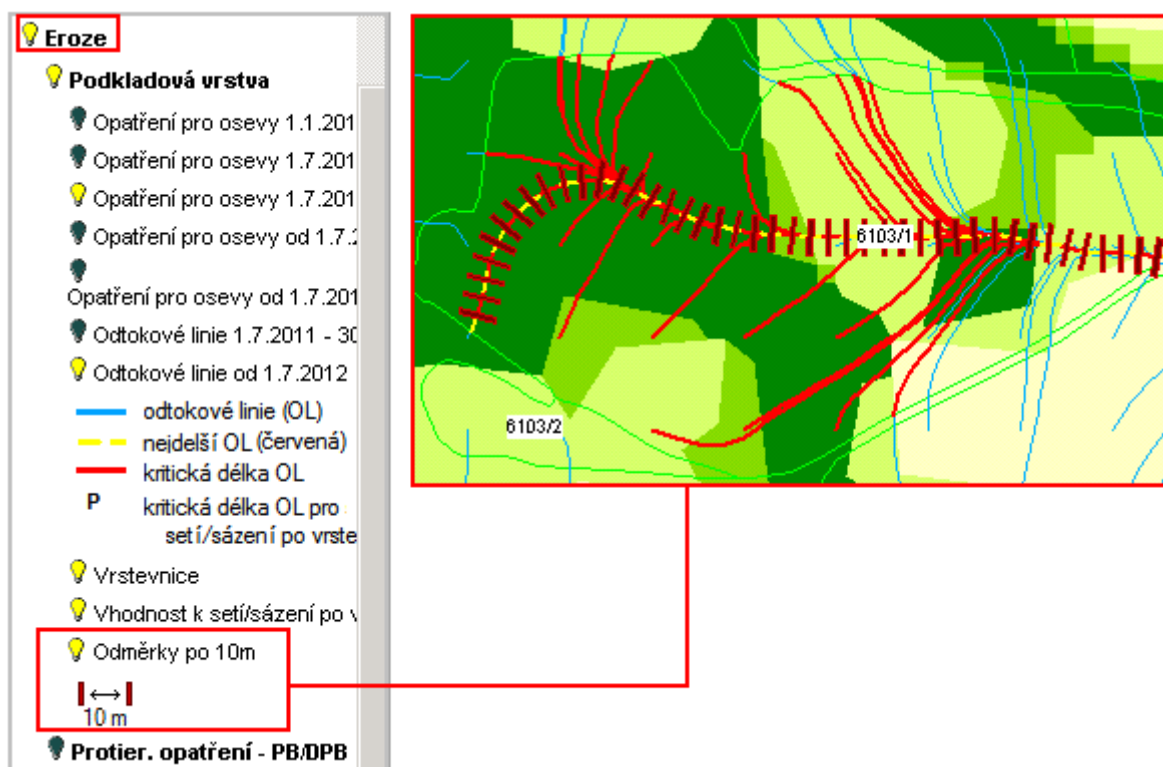 Eroze
Podkladová vrstva
Opatření pro osevy 1.1.201
Opatření pro osevy 1.7.201
Opatření pro osevy 1.7.201
Opatření pro osevy od 1.7.2
Opatření pro osevy od 1.7.201
Odtokové linie 1.7.2011 - 30
Odtokové linie od 1.7.2012
odtokové linie (OL)
nejdelší OL (červená)
kritická délka OL
P kritická délka OL pro
setí/sázení po vrste
Vrstevnice
Vhodnost k setí/sázení po v
Odměrky po 10m
10 m
Protier. opatření - PB/DPB
6103/1
6103/2